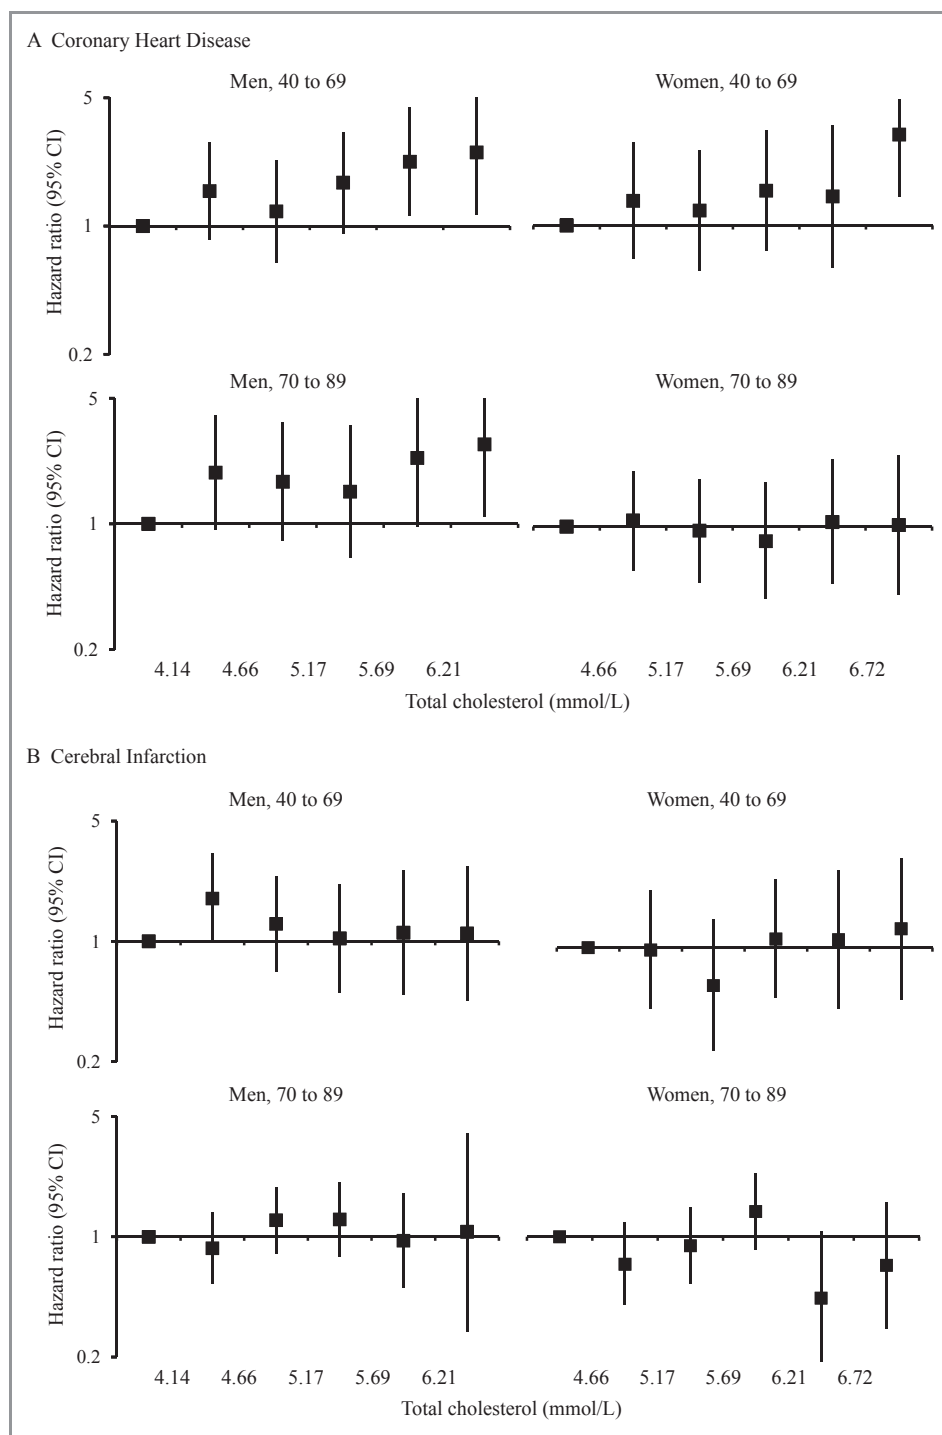 A Coronary Heart Disease
Men, 40 to 69
Women, 40 to 69
Hazard ratio (95% CI)
5
1
0.2
Men, 70 to 89
Women, 70 to 89
Hazard ratio (95% CI)
5
1
0.2
4.14 4.66 5.17 5.69 6.21
4.66 5.17 5.69 6.21 6.72
Total cholesterol (mmol/L)
B Cerebral Infarction
Men, 40 to 69
Women, 40 to 69
Hazard ratio (95% CI)
5
1
0.2
Men, 70 to 89
Women, 70 to 89
Hazard ratio (95% CI)
5
1
0.2
4.14 4.66 5.17 5.69 6.21
4.66 5.17 5.69 6.21 6.72
Total cholesterol (mmol/L)